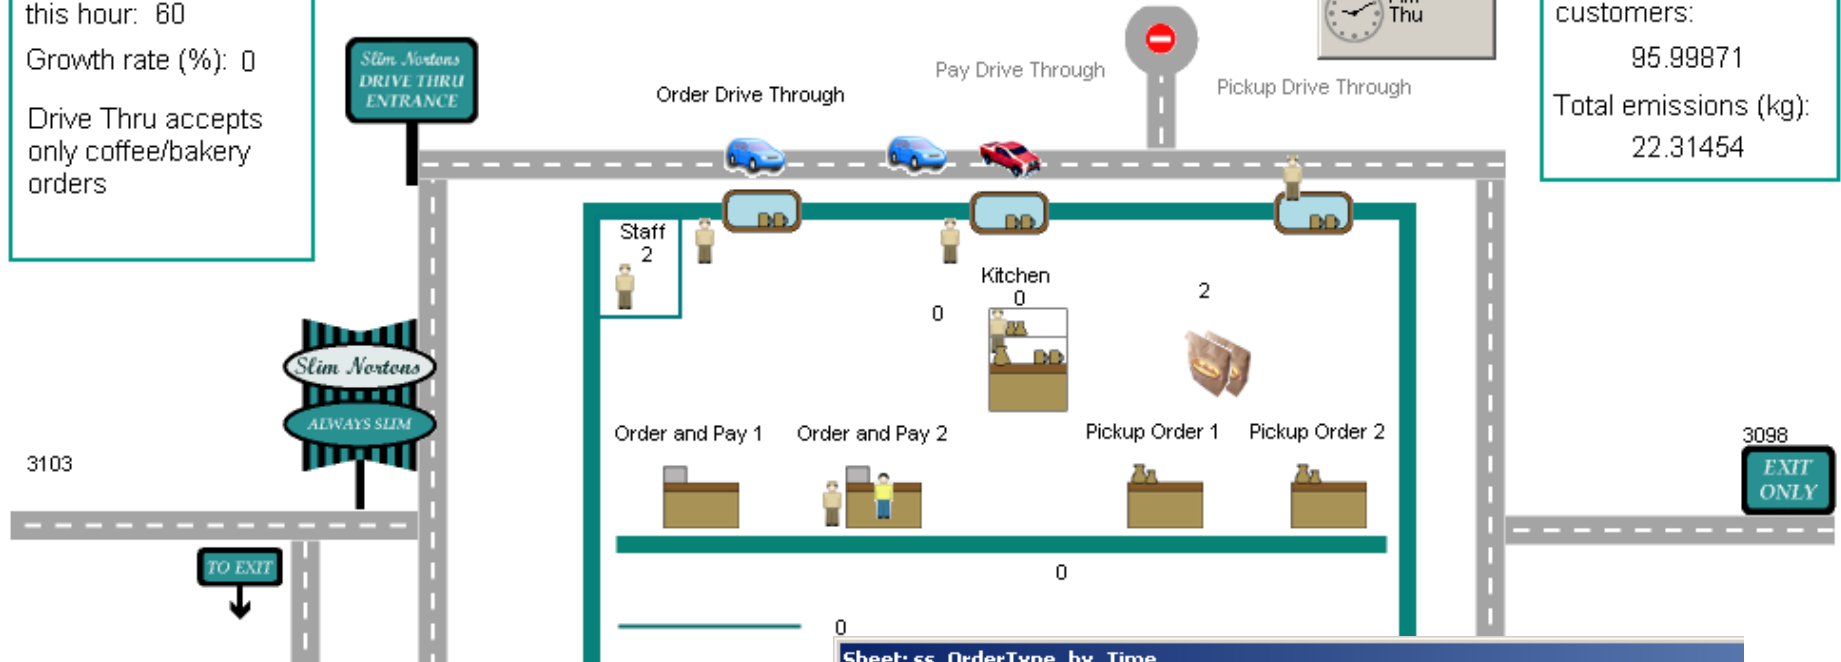 this hour: 60
Growth rate (%): 0
Drive Thru accepts
only coffee/bakery
orders
Slim Nortons
DRIVE THRU
ENTRANCE
Order Drive Through
Pay Drive Through
Pickup Drive Through
Thu
customers:
95.99871
Total emissions (kg):
22.31454
Staff
2
Kitchen
0
0
2
Slim Nortons
ALWAYS SLIM
Order and Pay 1
Order and Pay 2
Pickup Order 1
Pickup Order 2
3103
3098
EXIT
ONLY
TO EXIT
0
0
Sheet: ss_OrderType_by_Time